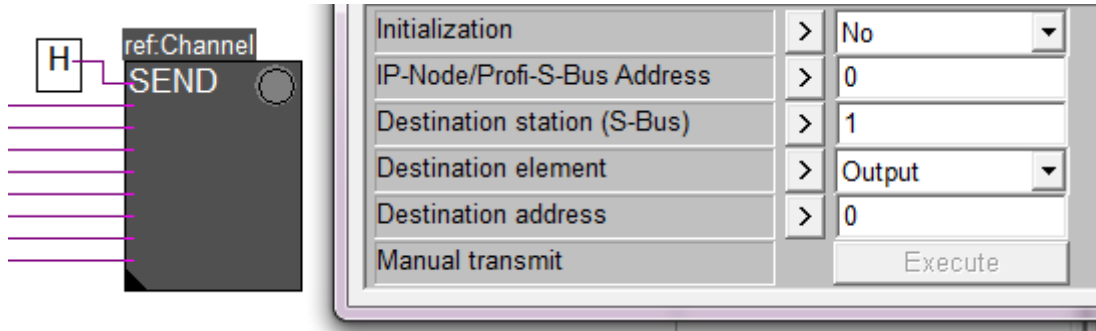 H
ref:Channel
SEND
Initialization > No
IP-Node/Profi-S-Bus Address > 0
Destination station (S-Bus) > 1
Destination element > Output
Destination address > 0
Manual transmit Execute